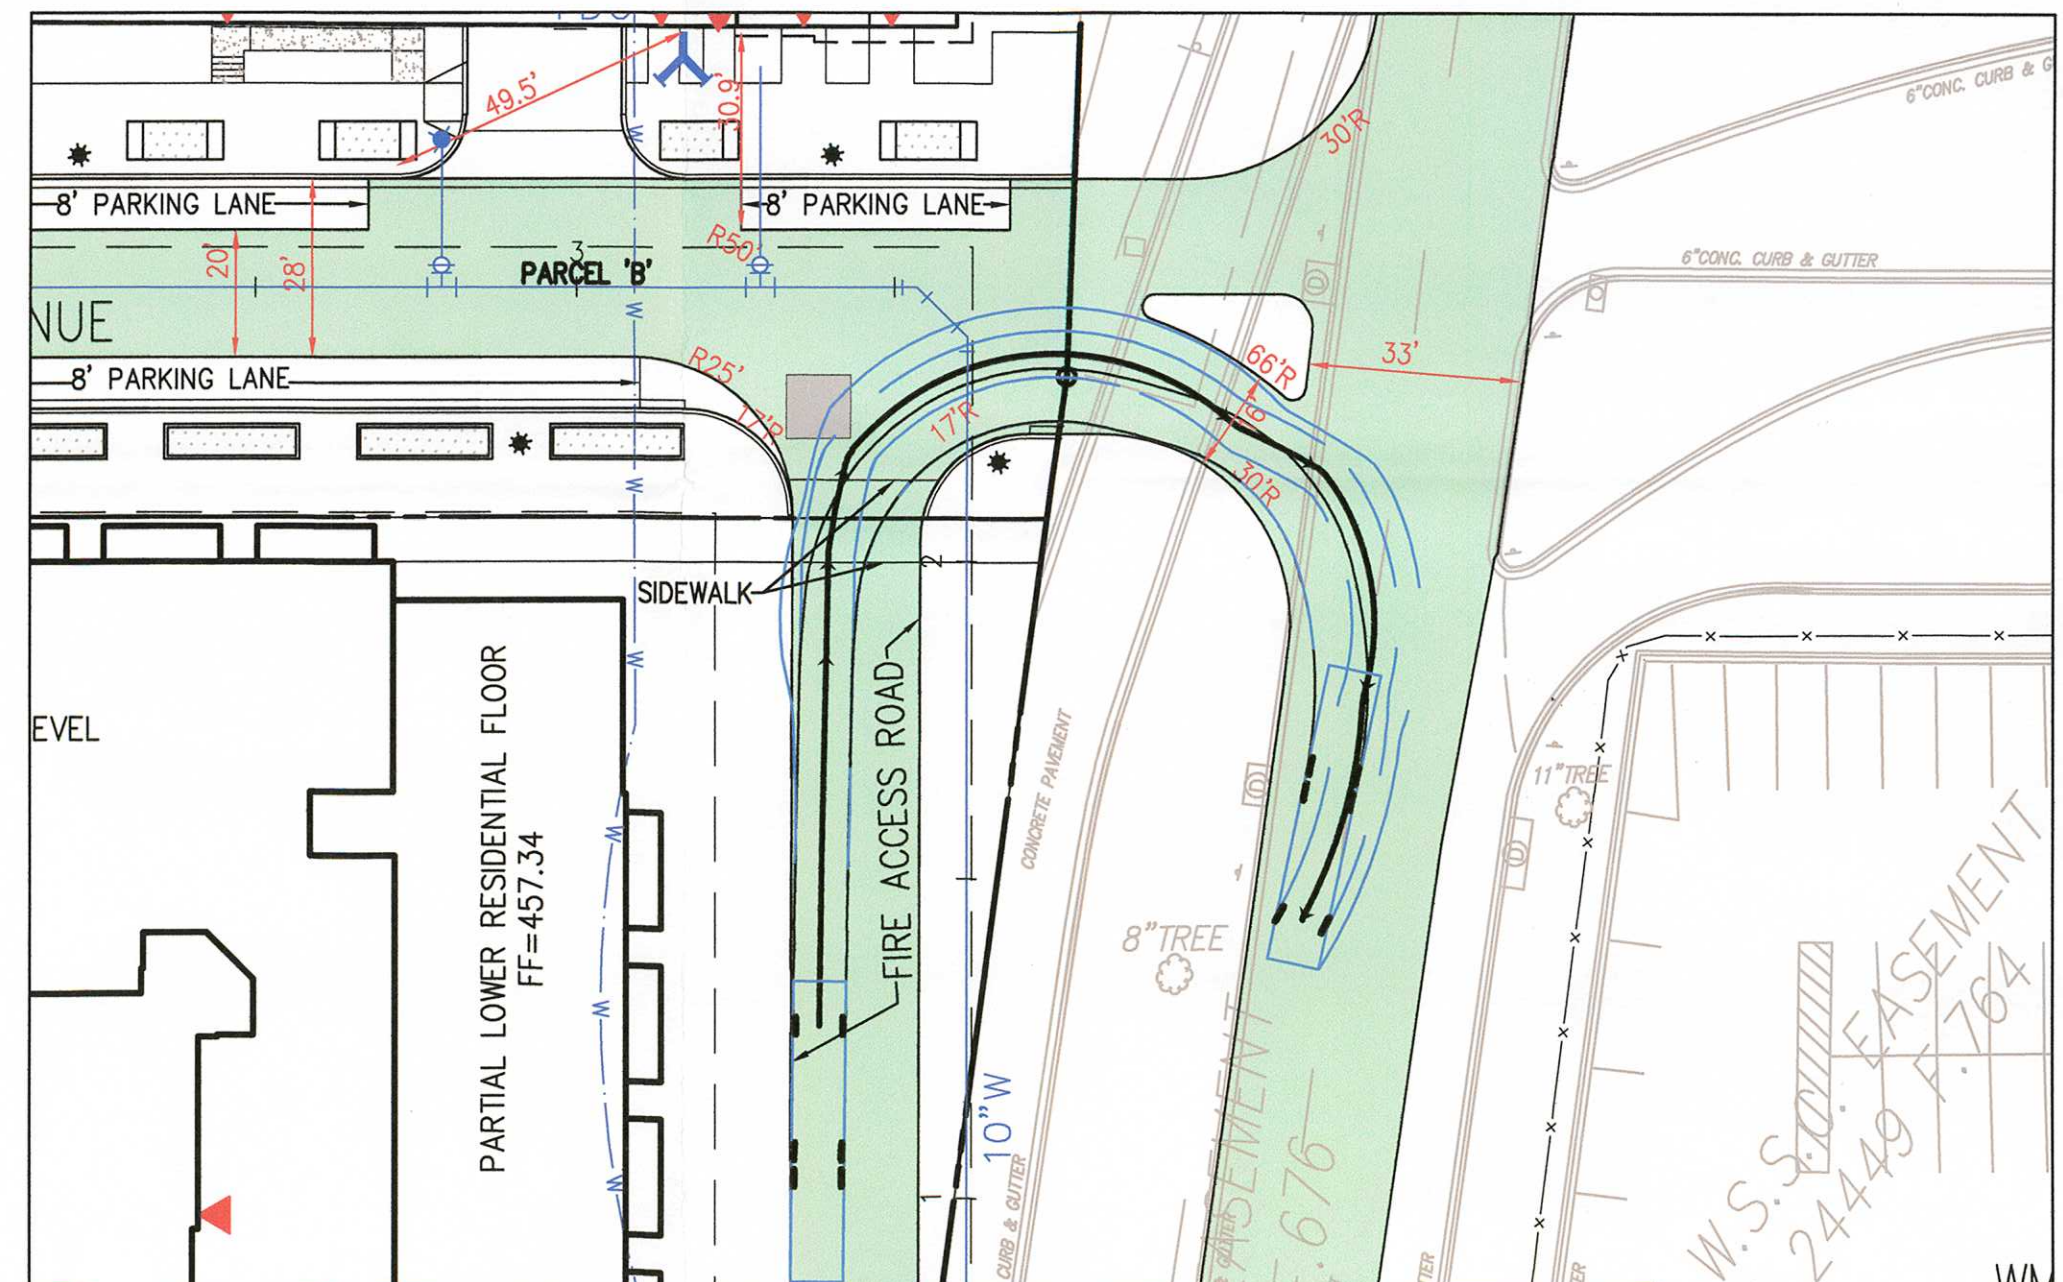 49.5'
30.9'
30'R
6"CONC. CURB & G
8' PARKING LANE
8' PARKING LANE
R50'
20'
28'
3
PARCEL 'B'
6"CONC. CURB & GUTTER
NUE
8' PARKING LANE
R25'
17'R
17'R
66'R
33'
16'
30'R
W
W
W
W
W
W
W
2
SIDEWALK
EVEL
PARTIAL LOWER RESIDENTIAL FLOOR
FF=457.34
FIRE ACCESS ROAD
CONCRETE PAVEMENT
D
D
D
11"TREE
8"TREE
10"W
1
CURB & GUTTER
EASEMENT
.676
W.S.S.C. EASEMENT
24449 F.764